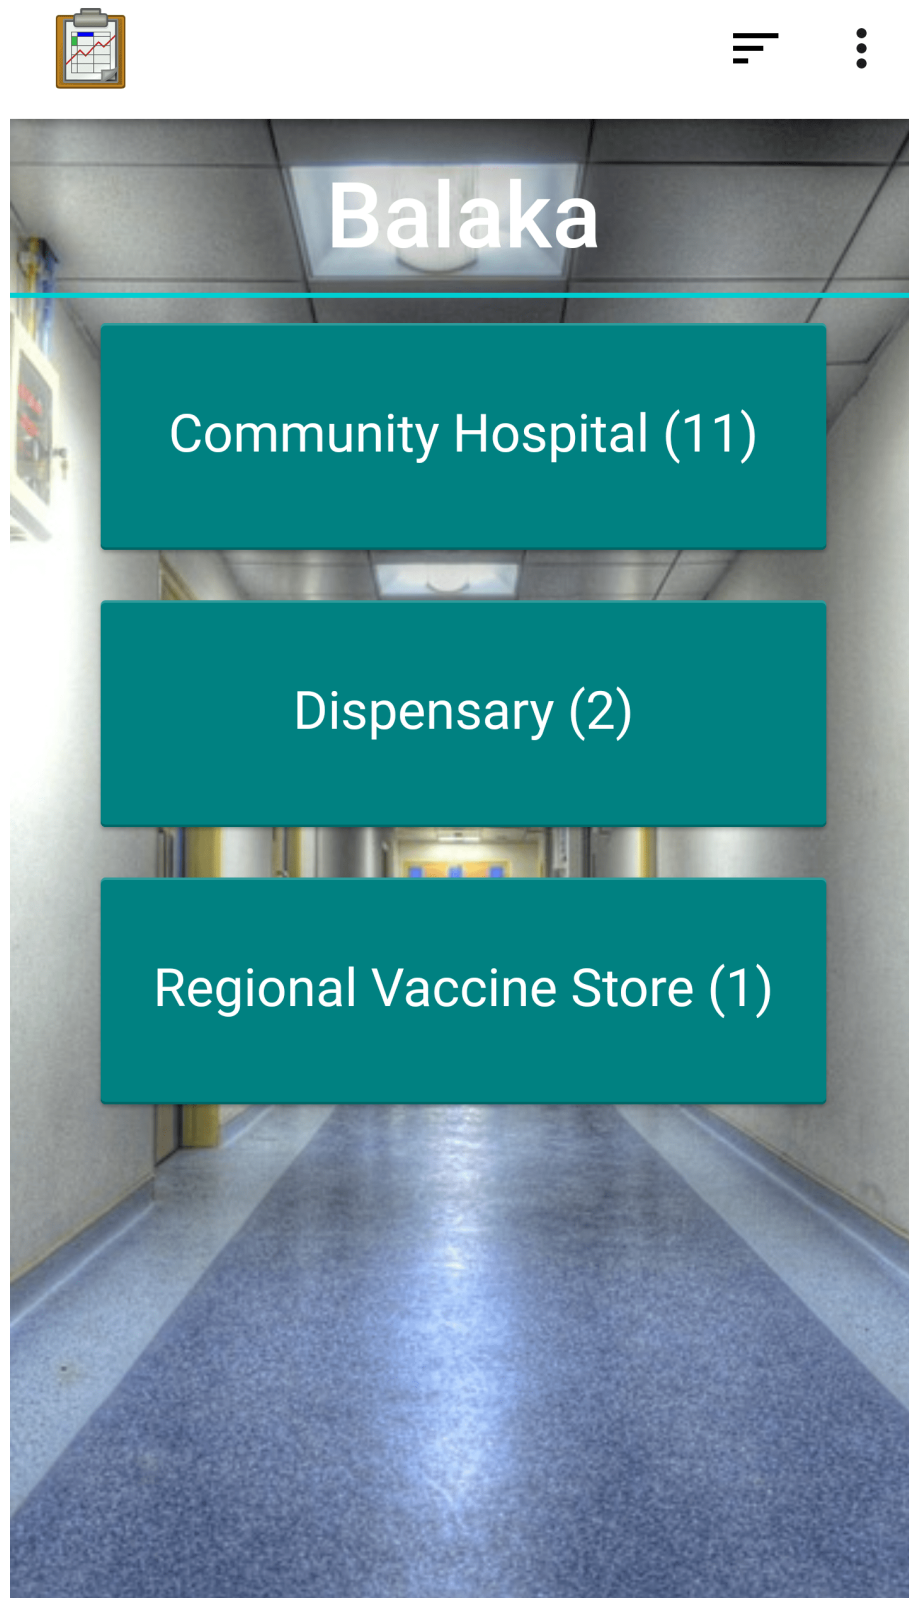 Balaka
Community Hospital (11)
Dispensary (2)
Regional Vaccine Store (1)